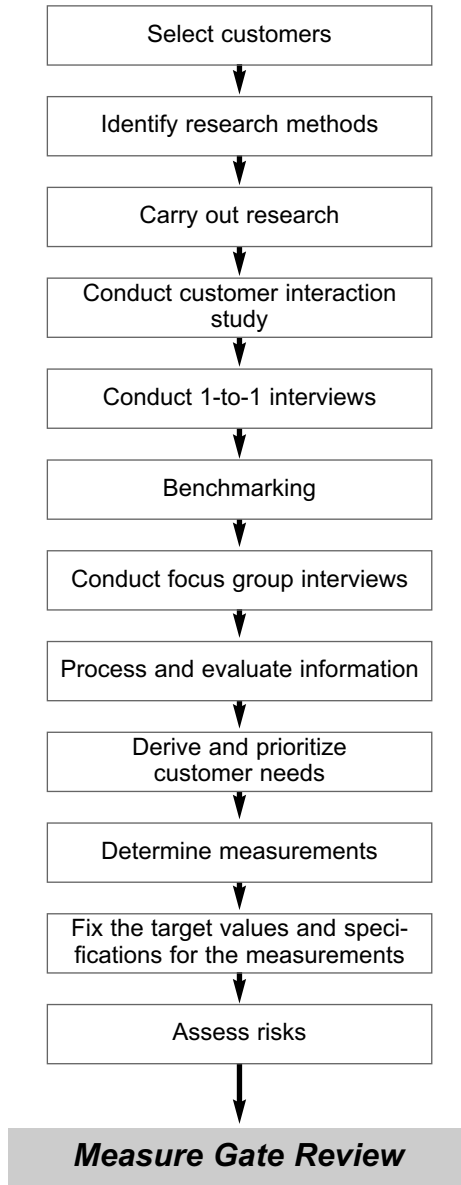 Select customers
Identify research methods
Carry out research
Conduct customer interaction
study
Conduct 1-to-1 interviews
Benchmarking
Conduct focus group interviews
Process and evaluate information
Derive and prioritize
customer needs
Determine measurements
Fix the target values and speci-
fications for the measurements
Assess risks
Measure Gate Review